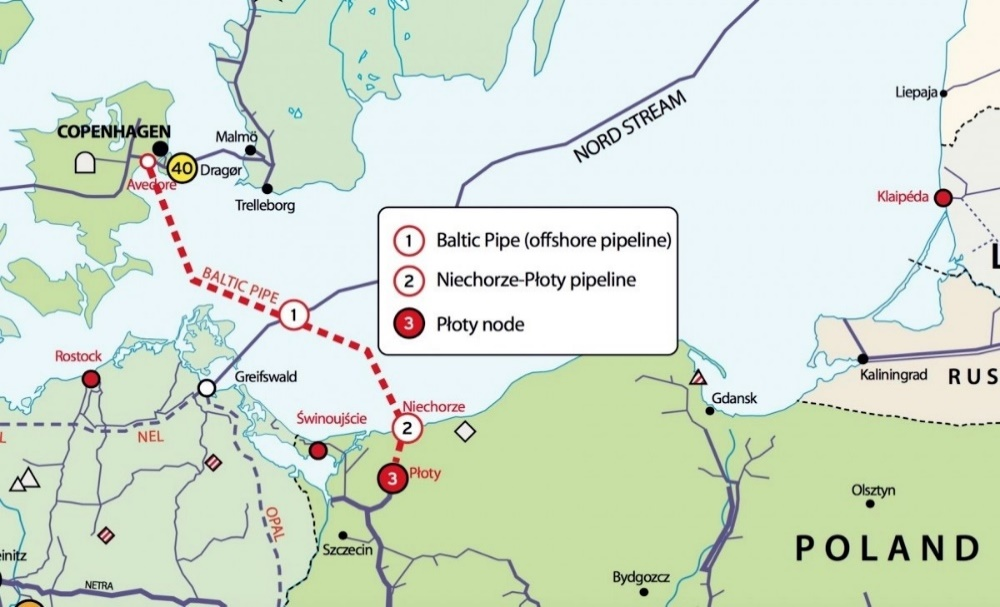 Liepaja
NORD STREAM
COPENHAGEN
Malmö
40
Dragør
Avedøre
Trelleborg
Klaipéda
1 Baltic Pipe (offshore pipeline)
2 Niechorze-Płoty pipeline
3 Płoty node
BALTIC PIPE
1
Rostock
Greifswald
Kaliningrad
RUS
Niechorze
Gdansk
Świnoujście
2
NEL
L
3
Płoty
Olsztyn
OPAL
Szczecin
POLAND
einitz
NETRA
Bydgozcz
L